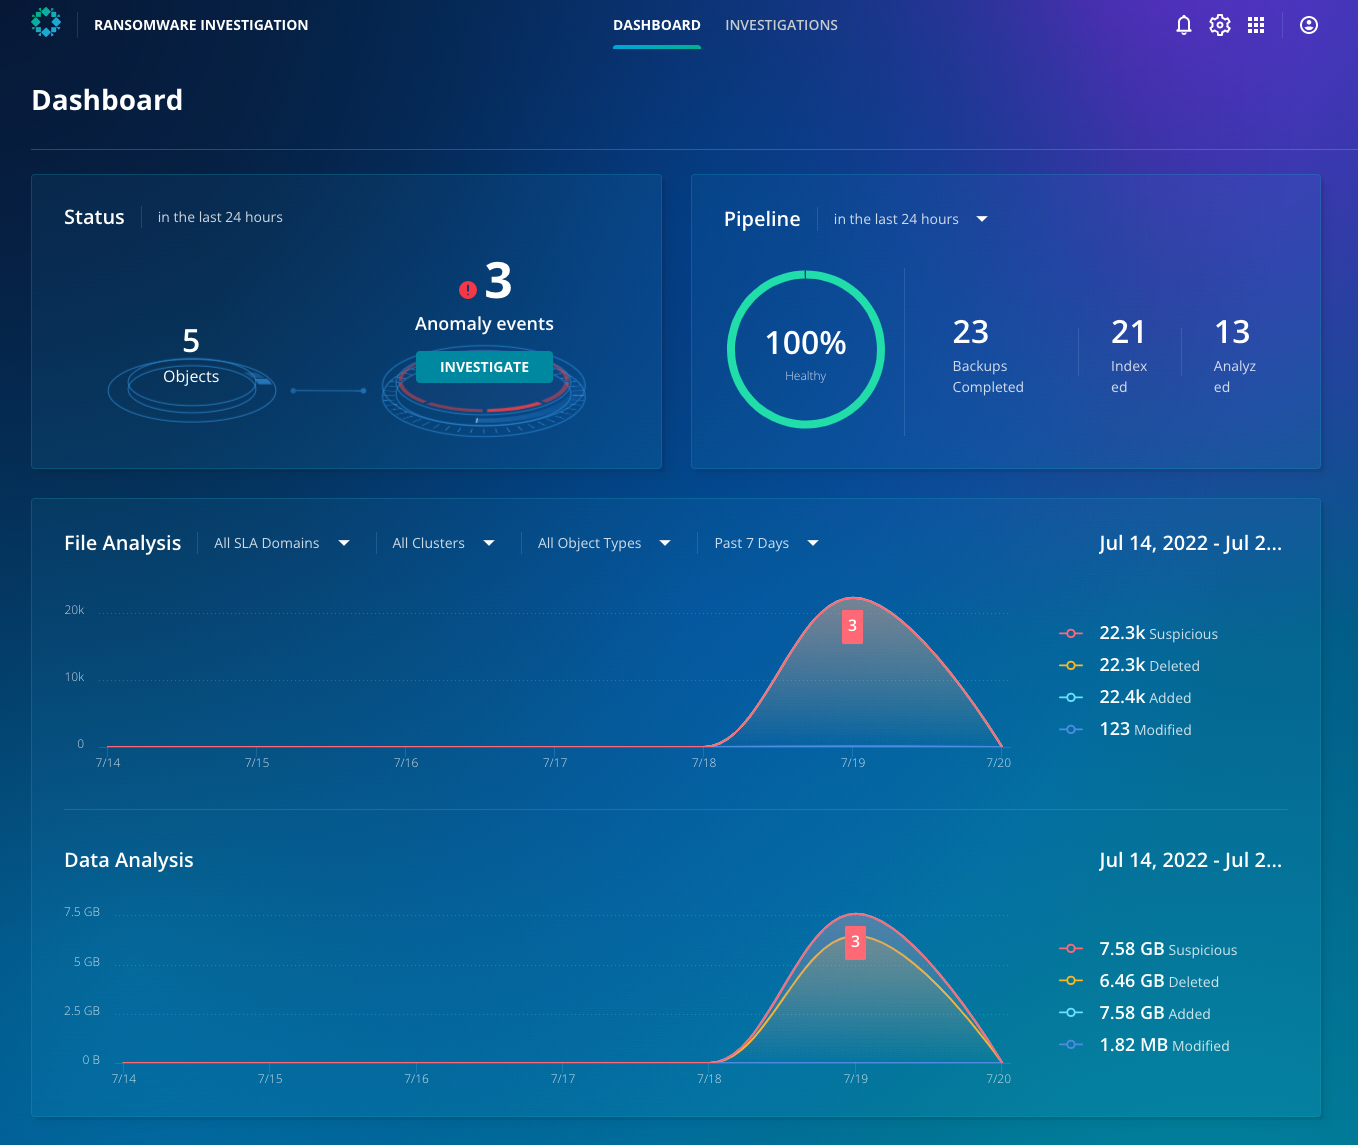 RANSOMWARE INVESTIGATION
DASHBOARD
INVESTIGATIONS
Dashboard
Status
in the last 24 hours
3
Anomaly events
INVESTIGATE
5
Objects
Pipeline
in the last 24 hours
100%
Healthy
23
Backups
Completed
21
Index
ed
13
Analyz
ed
File Analysis
All SLA Domains
All Clusters
All Object Types
Past 7 Days
Jul 14, 2022 - Jul 2...
20k
10k
0
3
7/14
7/15
7/16
7/17
7/18
7/19
7/20
22.3k Suspicious
22.3k Deleted
22.4k Added
123 Modified
Data Analysis
Jul 14, 2022 - Jul 2...
7.5 GB
5 GB
2.5 GB
0 B
3
7/14
7/15
7/16
7/17
7/18
7/19
7/20
7.58 GB Suspicious
6.46 GB Deleted
7.58 GB Added
1.82 MB Modified